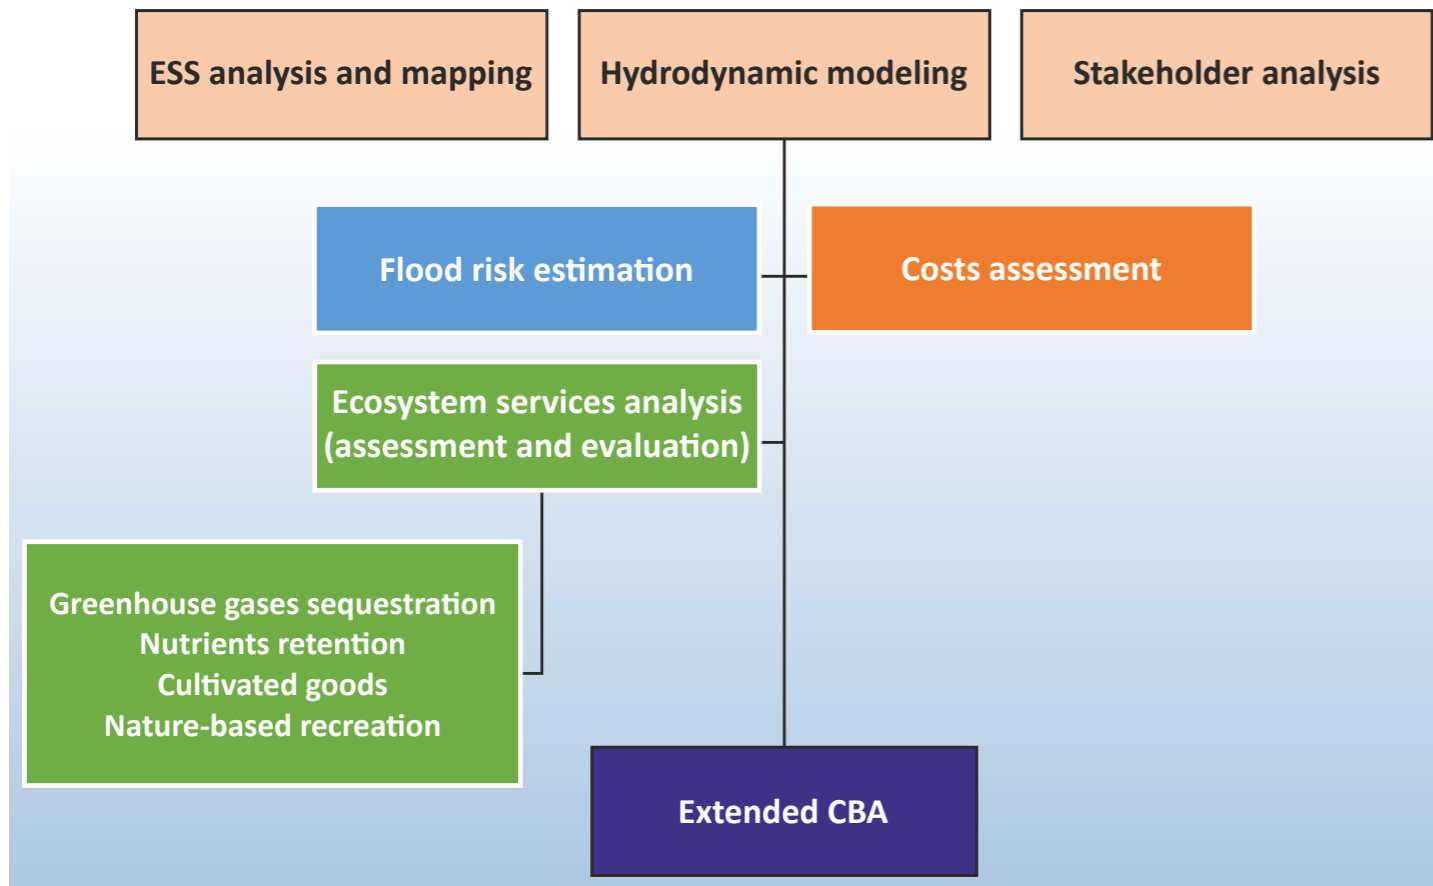 ESS analysis and mapping
Hydrodynamic modeling
Stakeholder analysis
Flood risk estimation
Costs assessment
Ecosystem services analysis
(assessment and evaluation)
Greenhouse gases sequestration
Nutrients retention
Cultivated goods
Nature-based recreation
Extended CBA